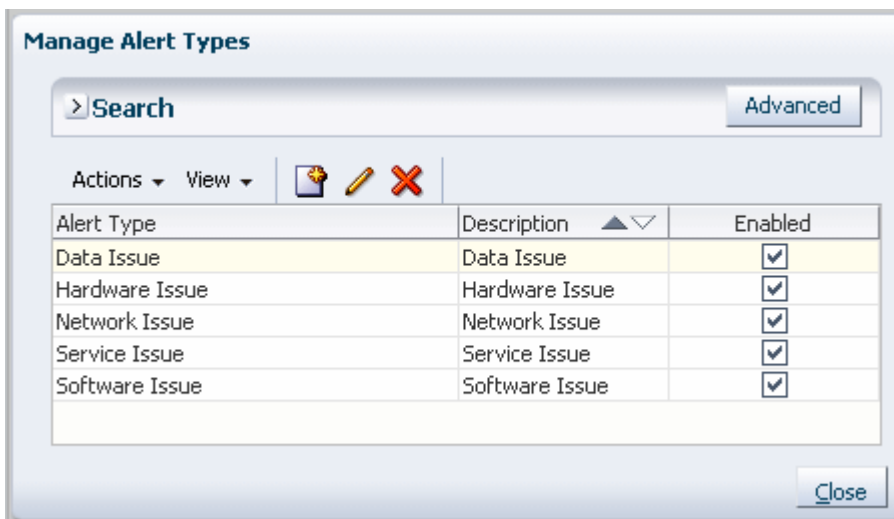 Manage Alert Types
Search Advanced
Actions View
Alert Type Description Enabled
Data Issue Data Issue
Hardware Issue Hardware Issue
Network Issue Network Issue
Service Issue Service Issue
Software Issue Software Issue
Close